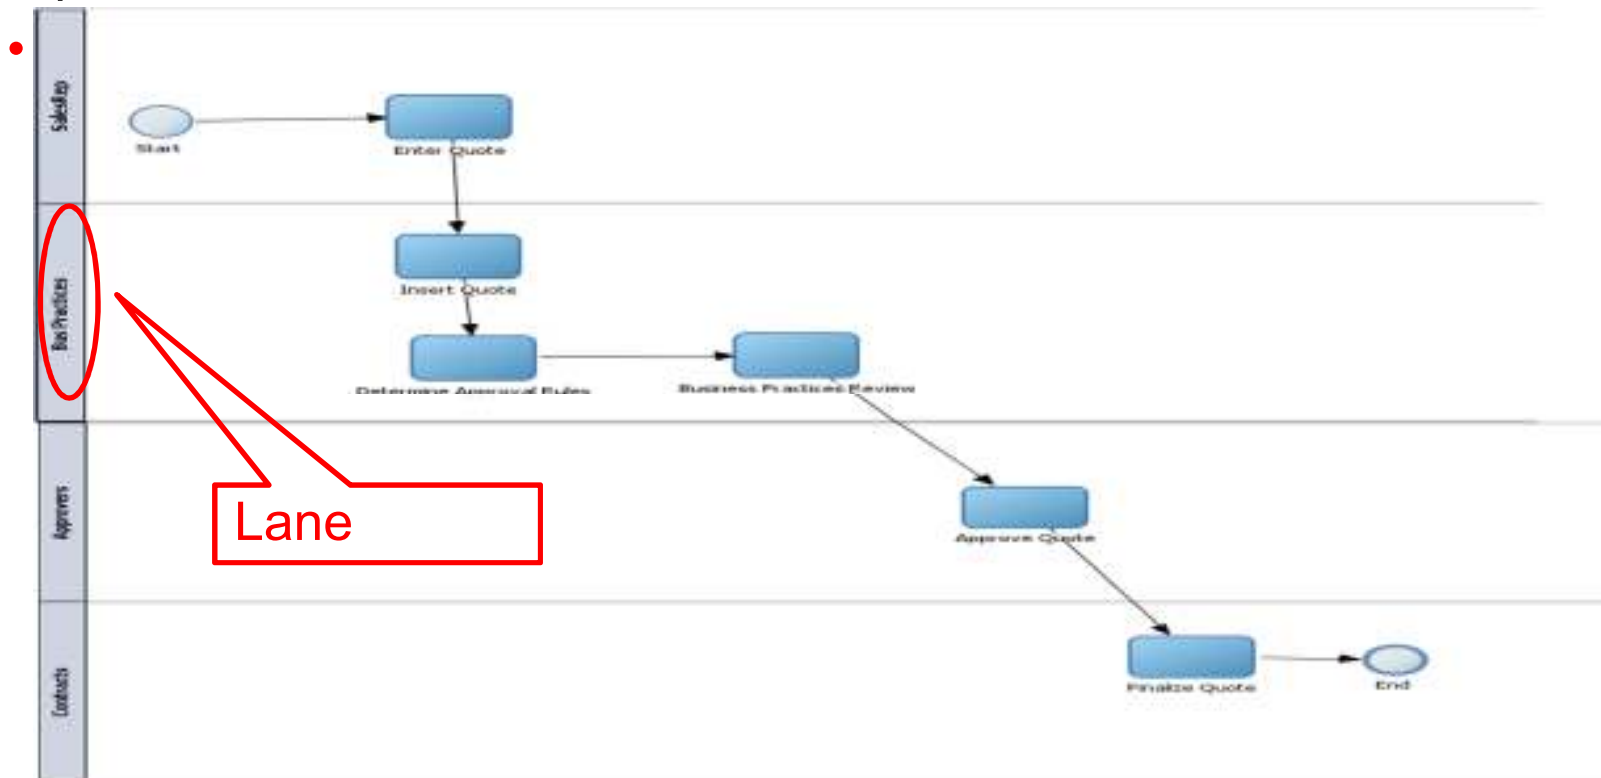 SalesRep
Start
Enter Quote
Bus Practices
Insert Quote
Determine Approval Rules
Business Practices Review
Lane
Approvers
Approve Quote
Contracts
Finalize Quote
End